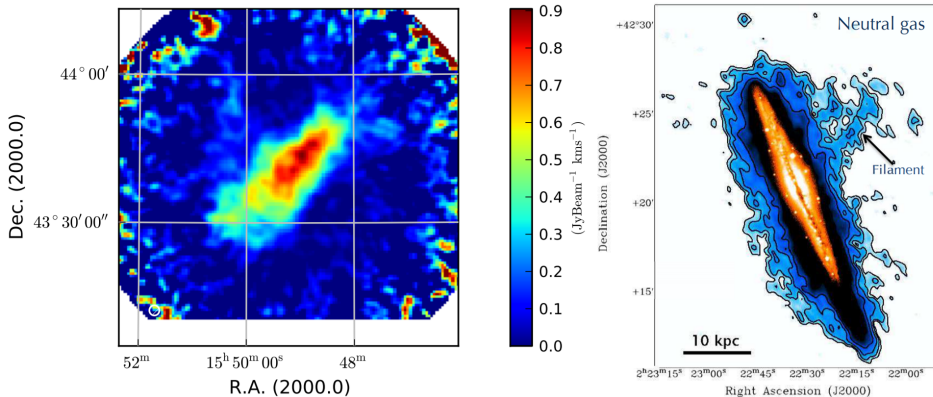 44°00′
43°30′00″
Dec. (2000.0)
52ᵐ
15ʰ50ᵐ00ˢ
48ᵐ
R.A. (2000.0)
0.9
0.8
0.7
0.6
0.5
0.4
0.3
0.2
0.1
0.0
(JyBeam⁻¹ kms⁻¹)
+42°30'
+25'
+20'
+15'
Declination (J2000)
Neutral gas
Filament
10 kpc
2ʰ23ᵐ15ˢ
23ᵐ00ˢ
22ᵐ45ˢ
22ᵐ30ˢ
22ᵐ15ˢ
22ᵐ00ˢ
Right Ascension (J2000)